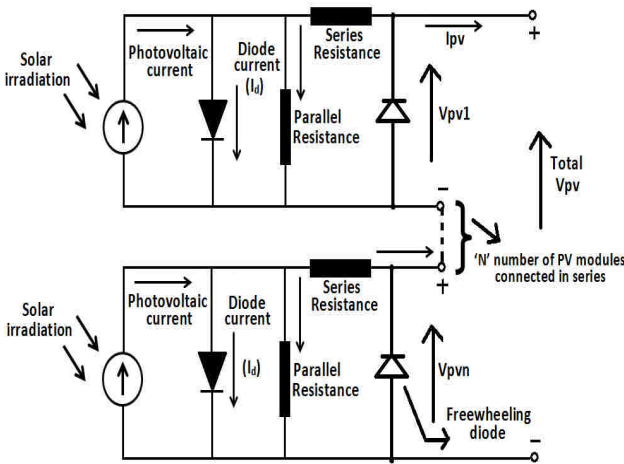 Solar
irradiation
Photovoltaic
current
Diode
current
(Id)
Series
Resistance
Parallel
Resistance
Ipv
+
Vpv1
Total
Vpv
−
'N' number of PV modules
connected in series
+
Solar
irradiation
Photovoltaic
current
Diode
current
(Id)
Series
Resistance
Parallel
Resistance
Vpvn
Freewheeling
diode
−